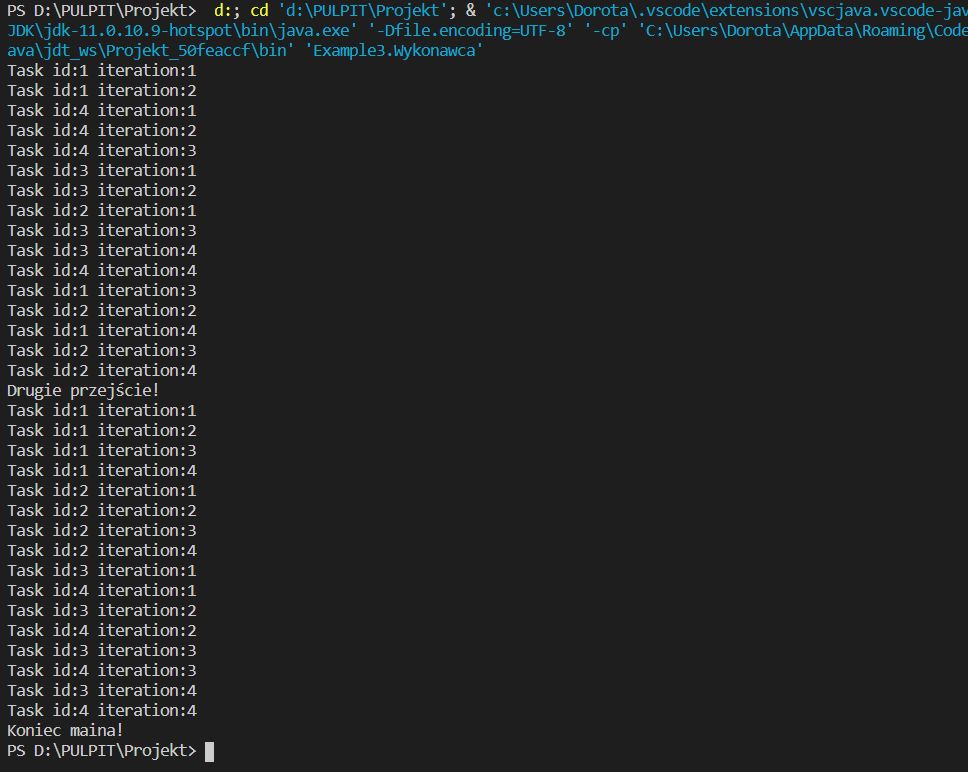 PS D:\PULPIT\Projekt>  d:; cd 'd:\PULPIT\Projekt'; & 'c:\Users\Dorota\.vscode\extensions\vscjava.vscode-jav
JDK\jdk-11.0.10.9-hotspot\bin\java.exe' '-Dfile.encoding=UTF-8' '-cp' 'C:\Users\Dorota\AppData\Roaming\Code
ava\jdt_ws\Projekt_50feaccf\bin' 'Example3.Wykonawca'
Task id:1 iteration:1
Task id:1 iteration:2
Task id:4 iteration:1
Task id:4 iteration:2
Task id:4 iteration:3
Task id:3 iteration:1
Task id:3 iteration:2
Task id:2 iteration:1
Task id:3 iteration:3
Task id:3 iteration:4
Task id:4 iteration:4
Task id:1 iteration:3
Task id:2 iteration:2
Task id:1 iteration:4
Task id:2 iteration:3
Task id:2 iteration:4
Drugie przejście!
Task id:1 iteration:1
Task id:1 iteration:2
Task id:1 iteration:3
Task id:1 iteration:4
Task id:2 iteration:1
Task id:2 iteration:2
Task id:2 iteration:3
Task id:2 iteration:4
Task id:3 iteration:1
Task id:4 iteration:1
Task id:3 iteration:2
Task id:4 iteration:2
Task id:3 iteration:3
Task id:4 iteration:3
Task id:3 iteration:4
Task id:4 iteration:4
Koniec maina!
PS D:\PULPIT\Projekt>